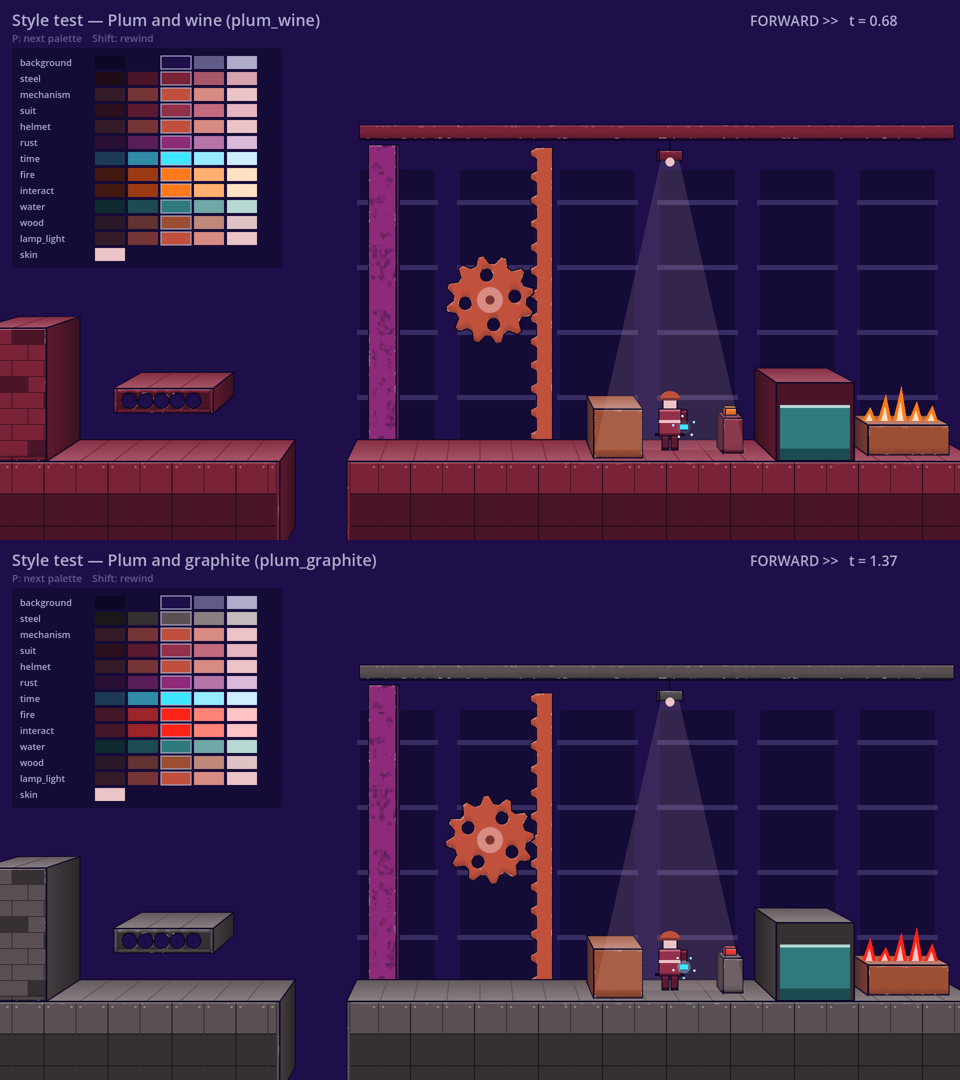 Style test — Plum and wine (plum_wine)
FORWARD >> t = 0.68
P: next palette Shift: rewind
background
steel
mechanism
suit
helmet
rust
time
fire
interact
water
wood
lamp_light
skin
Style test — Plum and graphite (plum_graphite)
FORWARD >> t = 1.37
P: next palette Shift: rewind
background
steel
mechanism
suit
helmet
rust
time
fire
interact
water
wood
lamp_light
skin